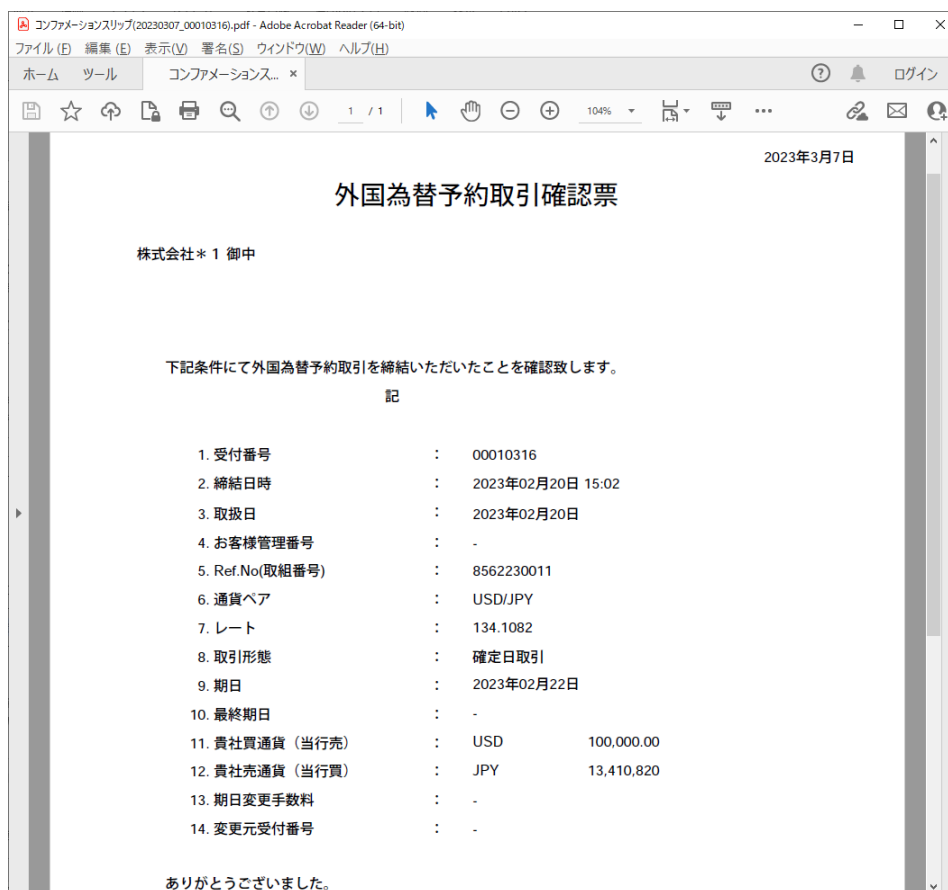 コンファメーションスリップ(20230307_00010316).pdf - Adobe Acrobat Reader (64-bit)
ファイル(F) 編集(E) 表示(V) 署名(S) ウィンドウ(W) ヘルプ(H)
ホーム ツール コンファメーションス... × ログイン
1 / 1 104%
2023年3月7日
外国為替予約取引確認票
株式会社＊1 御中
下記条件にて外国為替予約取引を締結いただいたことを確認致します。
記
1. 受付番号 : 00010316
2. 締結日時 : 2023年02月20日 15:02
3. 取扱日 : 2023年02月20日
4. お客様管理番号 : -
5. Ref.No(取組番号) : 8562230011
6. 通貨ペア : USD/JPY
7. レート : 134.1082
8. 取引形態 : 確定日取引
9. 期日 : 2023年02月22日
10. 最終期日 : -
11. 貴社買通貨（当行売） : USD 100,000.00
12. 貴社売通貨（当行買） : JPY 13,410,820
13. 期日変更手数料 : -
14. 変更元受付番号 : -
ありがとうございました。